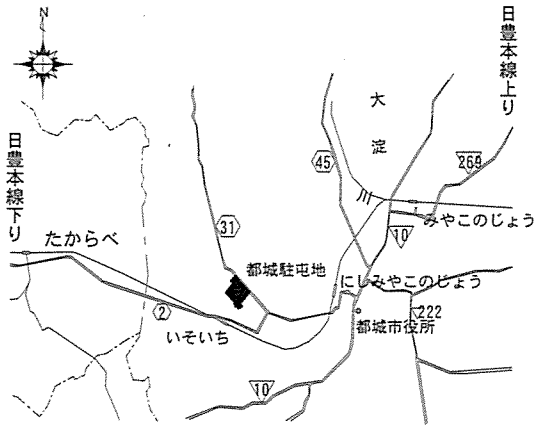 N
日豊本線上り
日豊本線下り
大淀川
45
269
みやこのじょう
10
31
たからべ
都城駐屯地
にしみやこのじょう
2
いそいち
222
都城市役所
10